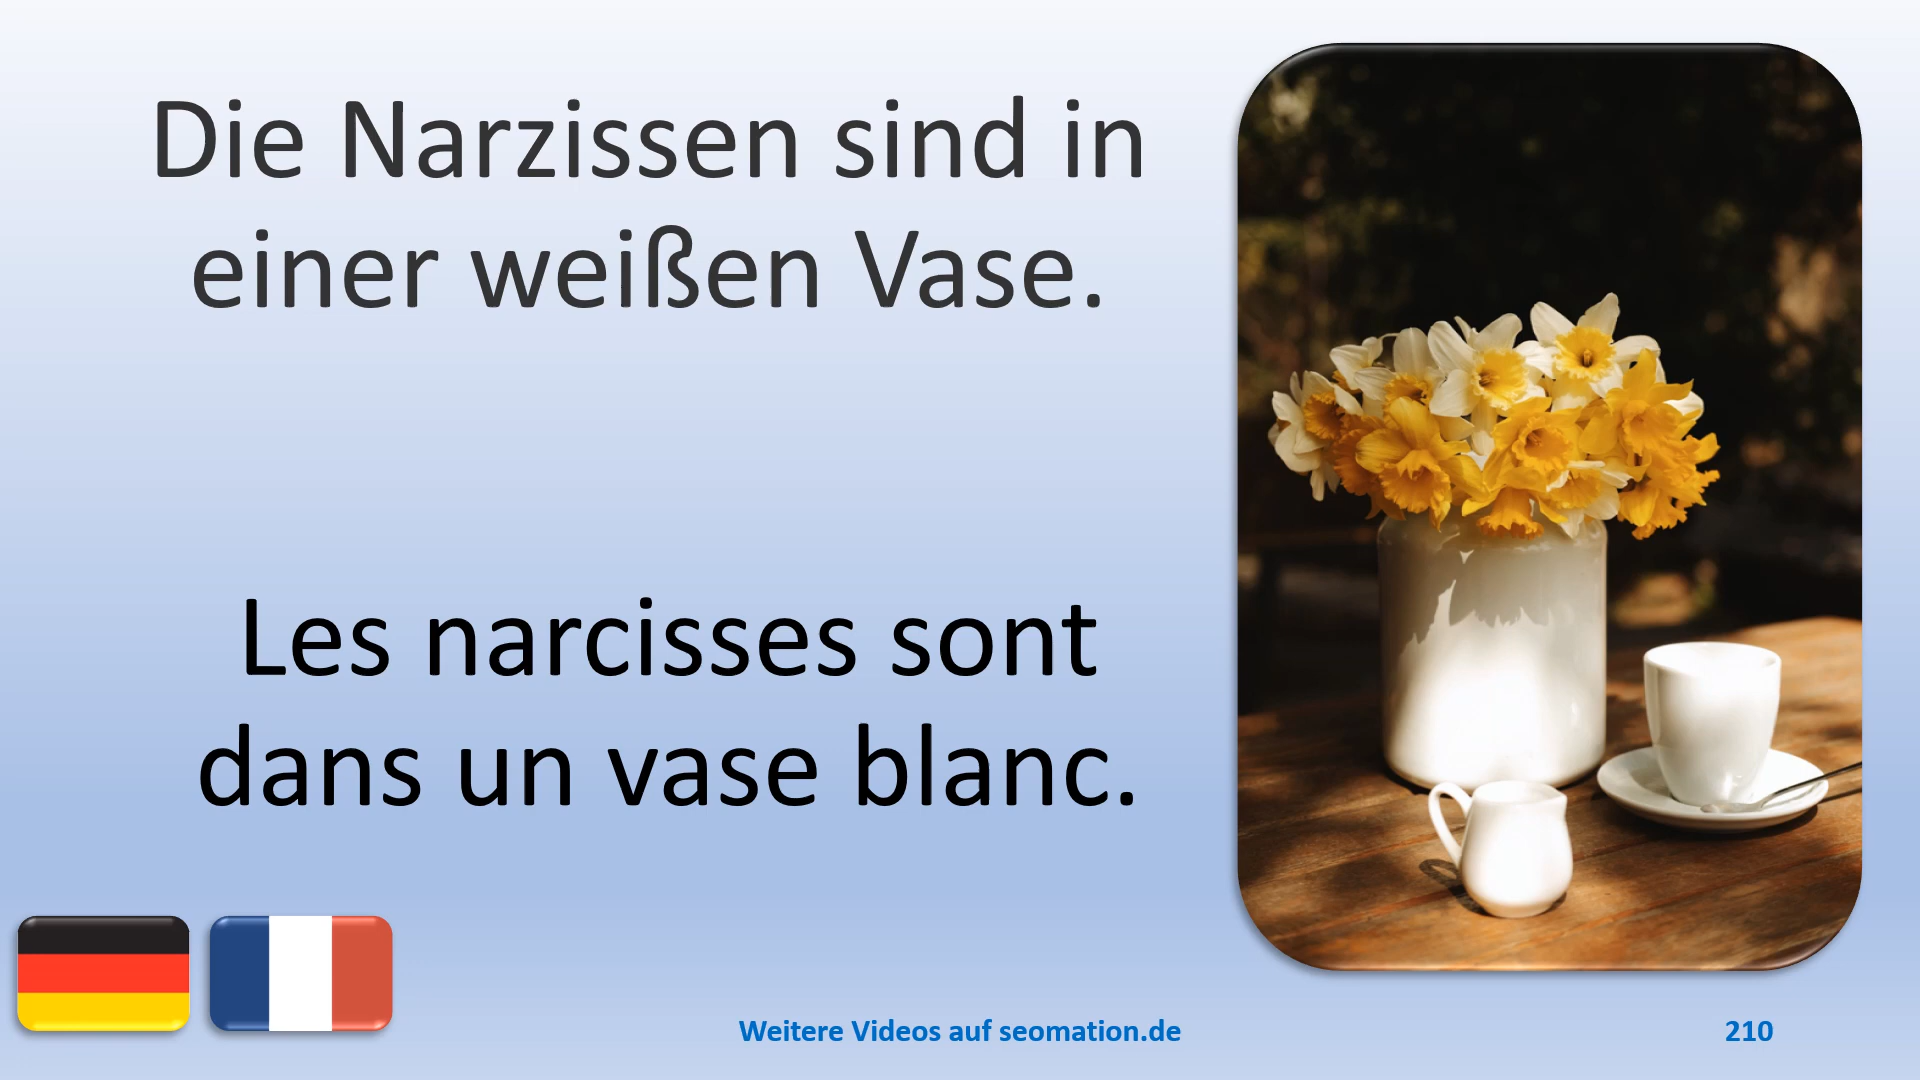 Die Narzissen sind in
einer weißen Vase.
Les narcisses sont
dans un vase blanc.
Weitere Videos auf seomation.de
210